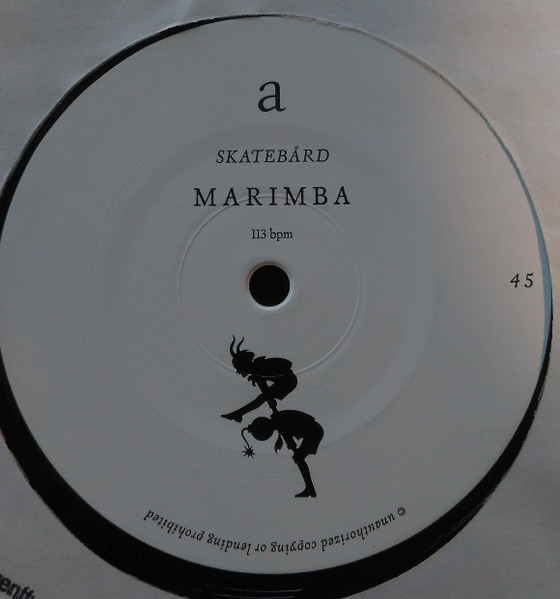 a
SKATEBÅRD
MARIMBA
113 bpm
45
© unauthorized copying or lending prohibited